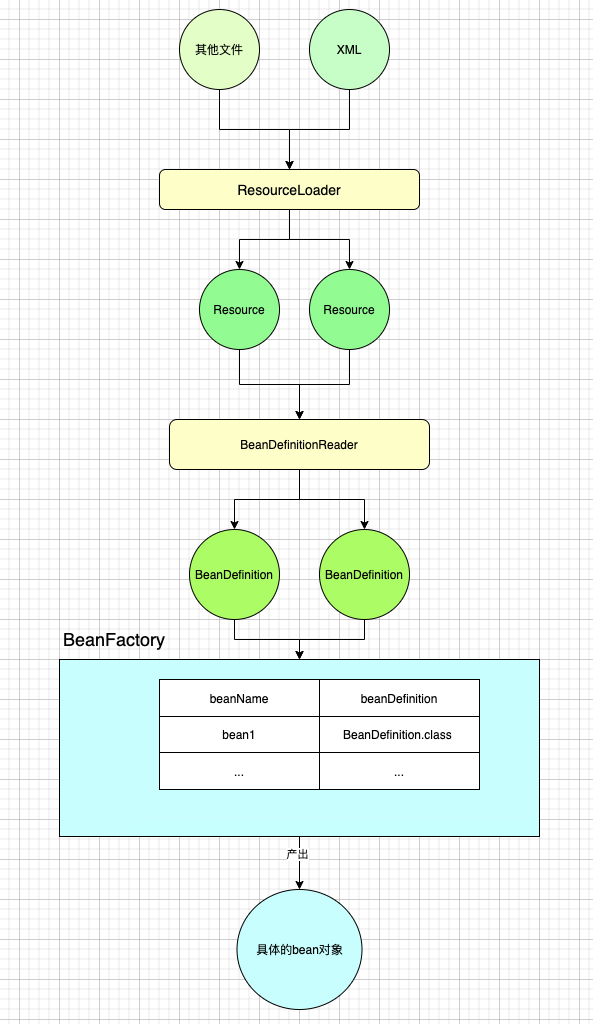 其他文件
XML
ResourceLoader
Resource
Resource
BeanDefinitionReader
BeanDefinition
BeanDefinition
BeanFactory
beanName
beanDefinition
bean1
BeanDefinition.class
...
...
产出
具体的bean对象